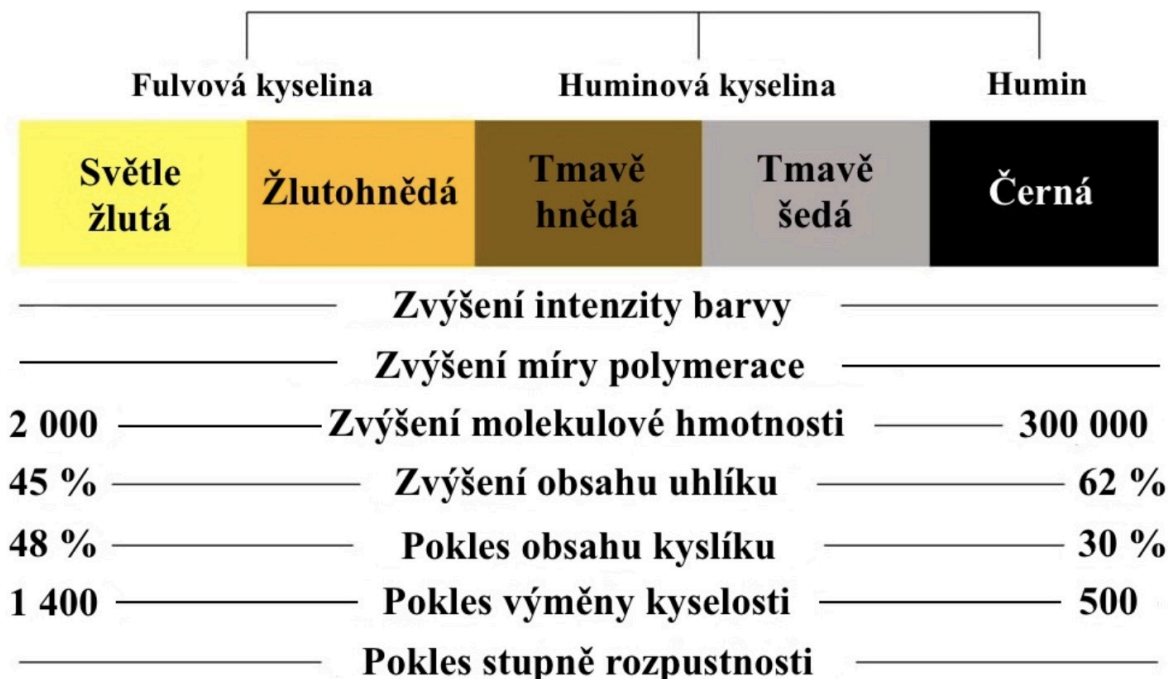 Fulvová kyselina Huminová kyselina Humin
Světle žlutá Žlutohnědá Tmavě hnědá Tmavě šedá Černá
Zvýšení intenzity barvy
Zvýšení míry polymerace
2 000 Zvýšení molekulové hmotnosti 300 000
45 % Zvýšení obsahu uhlíku 62 %
48 % Pokles obsahu kyslíku 30 %
1 400 Pokles výměny kyselosti 500
Pokles stupně rozpustnosti